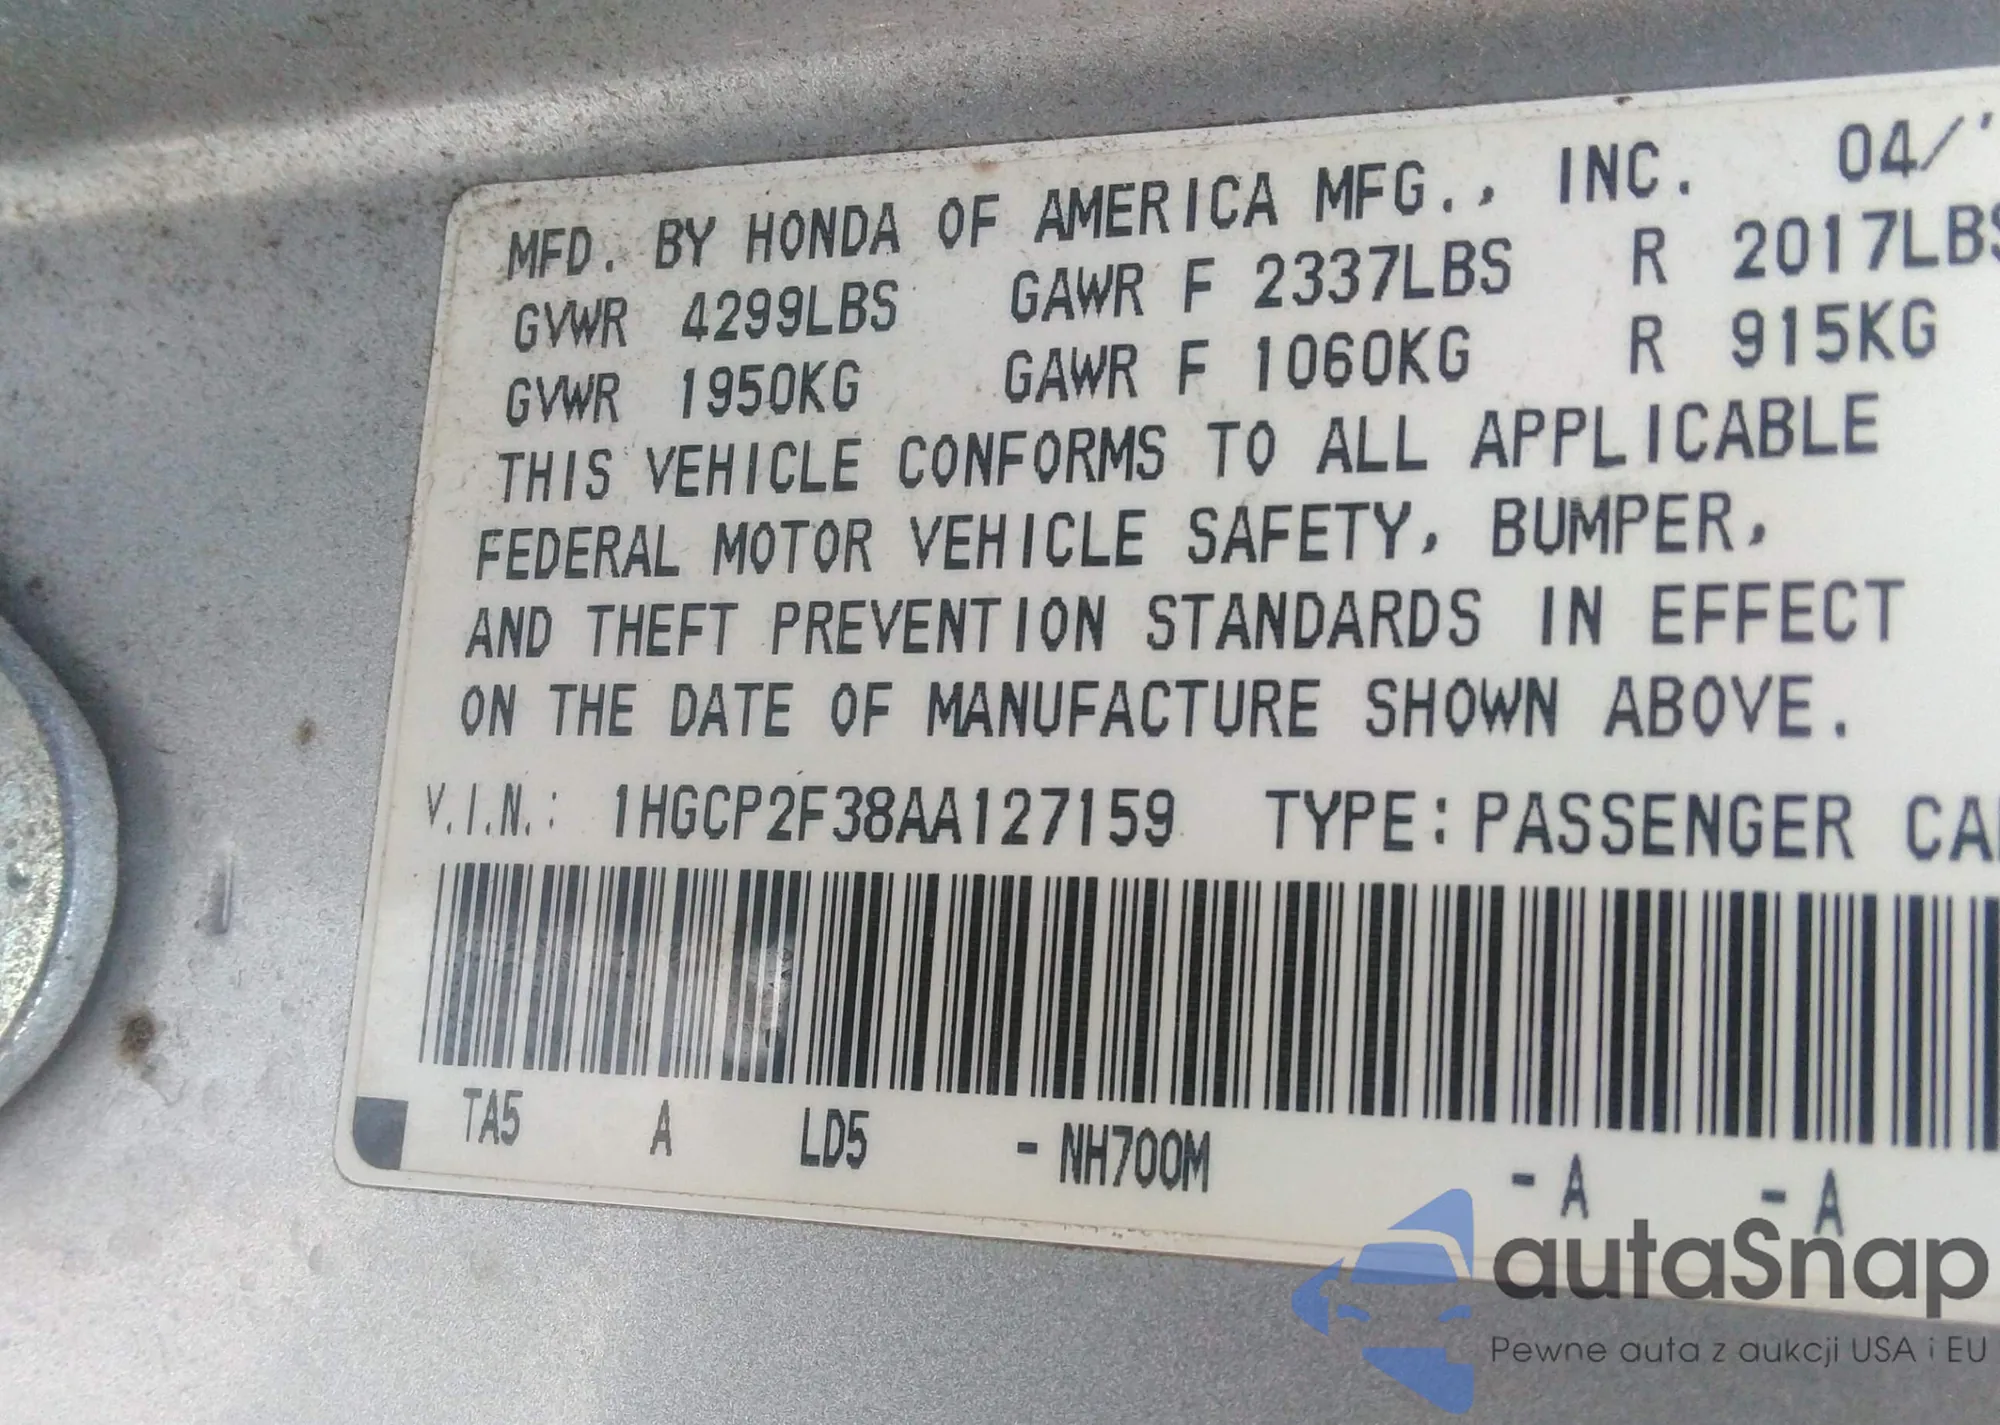 MFD. BY HONDA OF AMERICA MFG., INC. 04/'
GVWR 4299LBS GAWR F 2337LBS R 2017LBS
GVWR 1950KG GAWR F 1060KG R 915KG
THIS VEHICLE CONFORMS TO ALL APPLICABLE
FEDERAL MOTOR VEHICLE SAFETY, BUMPER,
AND THEFT PREVENTION STANDARDS IN EFFECT
ON THE DATE OF MANUFACTURE SHOWN ABOVE.
V.I.N.: 1HGCP2F38AA127159 TYPE:PASSENGER CA
TA5 A LD5 -NH700M -A -A
autaSnap
Pewne auta z aukcji USA i EU